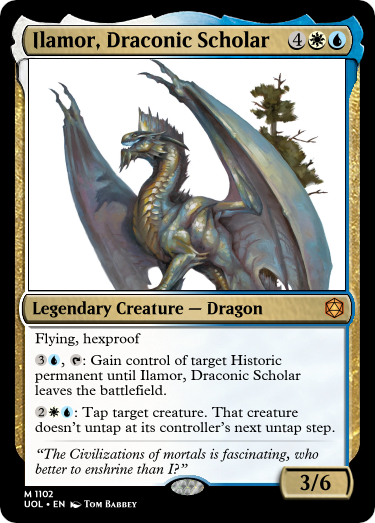 Ilamor, Draconic Scholar 4
Legendary Creature — Dragon
Flying, hexproof
3, : Gain control of target Historic
permanent until Ilamor, Draconic Scholar
leaves the battlefield.
2: Tap target creature. That creature
doesn't untap at its controller's next untap step.
“The Civilizations of mortals is fascinating, who
better to enshrine than I?”
3/6
M 1102
UOL • EN Tom Babbey